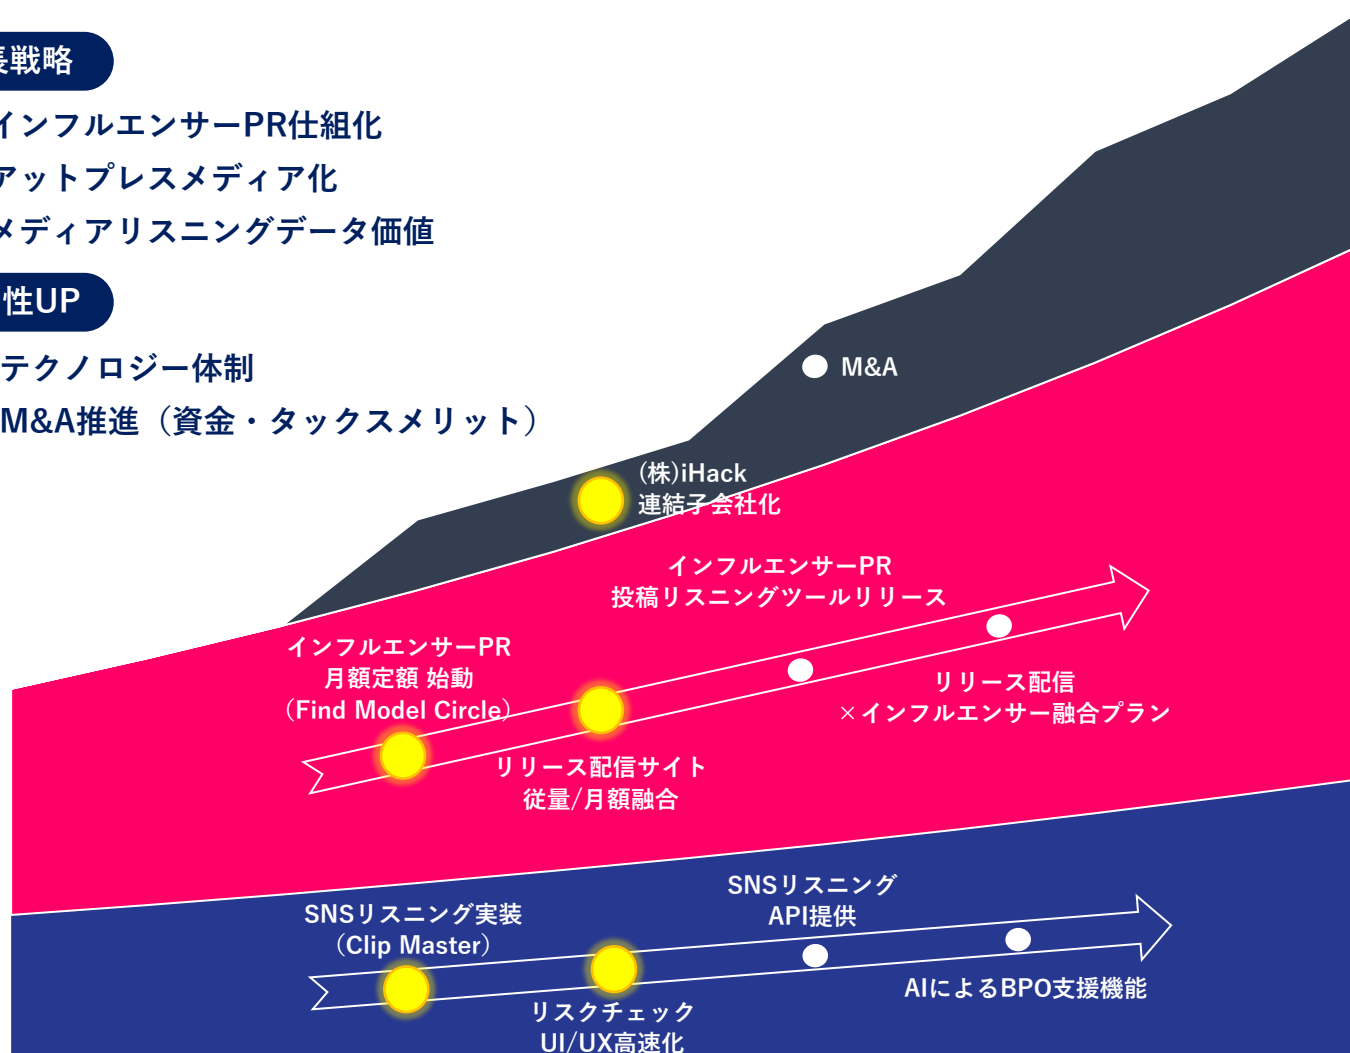 長戦略
インフルエンサーPR仕組化
アットプレスメディア化
メディアリスニングデータ価値
性UP
テクノロジー体制
M&A推進（資金・タックスメリット）
M&A
(株)iHack
連結子会社化
インフルエンサーPR
投稿リスニングツールリリース
インフルエンサーPR
月額定額 始動
（Find Model Circle）
リリース配信
×インフルエンサー融合プラン
リリース配信サイト
従量/月額融合
SNSリスニング
API提供
SNSリスニング実装
（Clip Master）
AIによるBPO支援機能
リスクチェック
UI/UX高速化